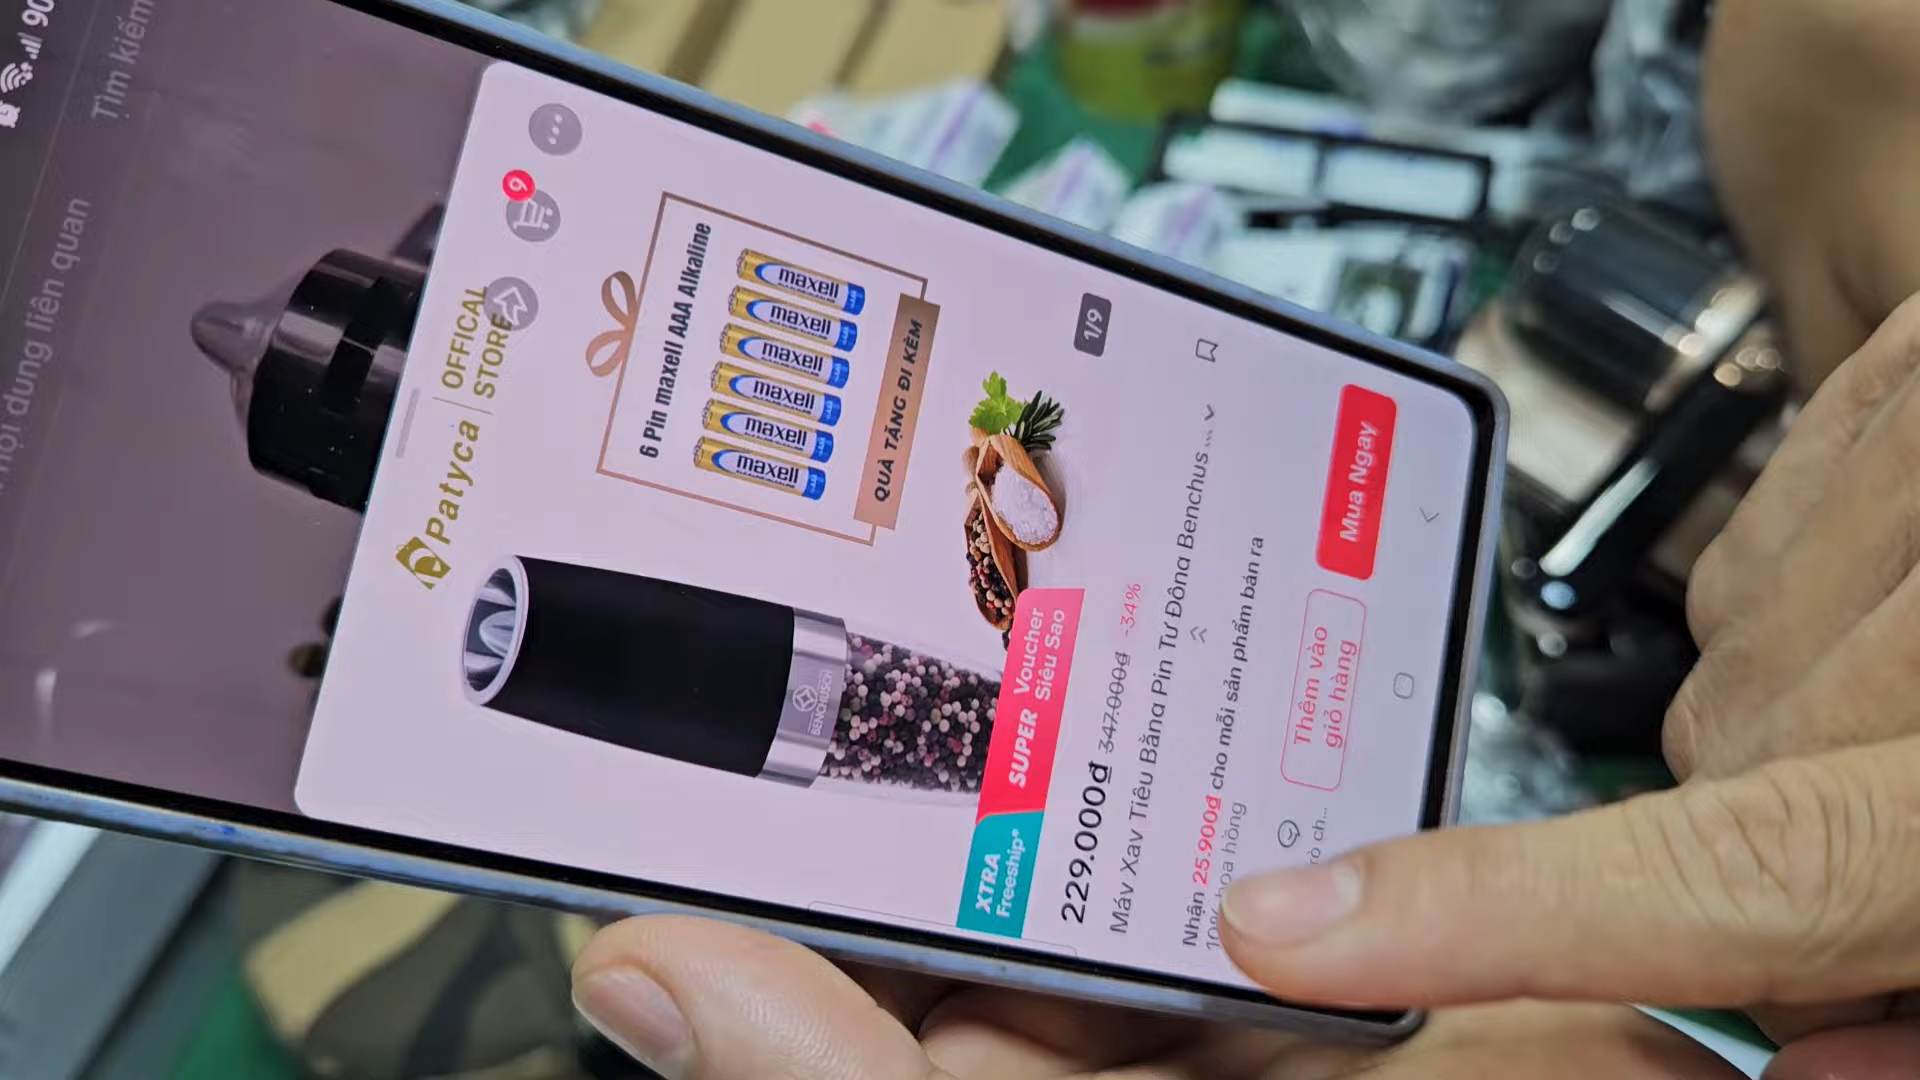 90
Tìm kiếm
nội dung liên quan
9
Patyca
OFFICAL
STORE
6 Pin maxell AAA Alkaline
maxell
maxell
maxell
maxell
maxell
maxell
QUÀ TẶNG ĐI KÈM
BENCHUSCH
1/9
XTRA
Freeship*
SUPER
Voucher
Siêu Sao
229.000đ 347.000đ -34%
Máy Xay Tiêu Bằng Pin Tự Động Benchus...
Nhận 25.900đ cho mỗi sản phẩm bán ra
10% hoa hồng
Thêm vào
giỏ hàng
Mua Ngay